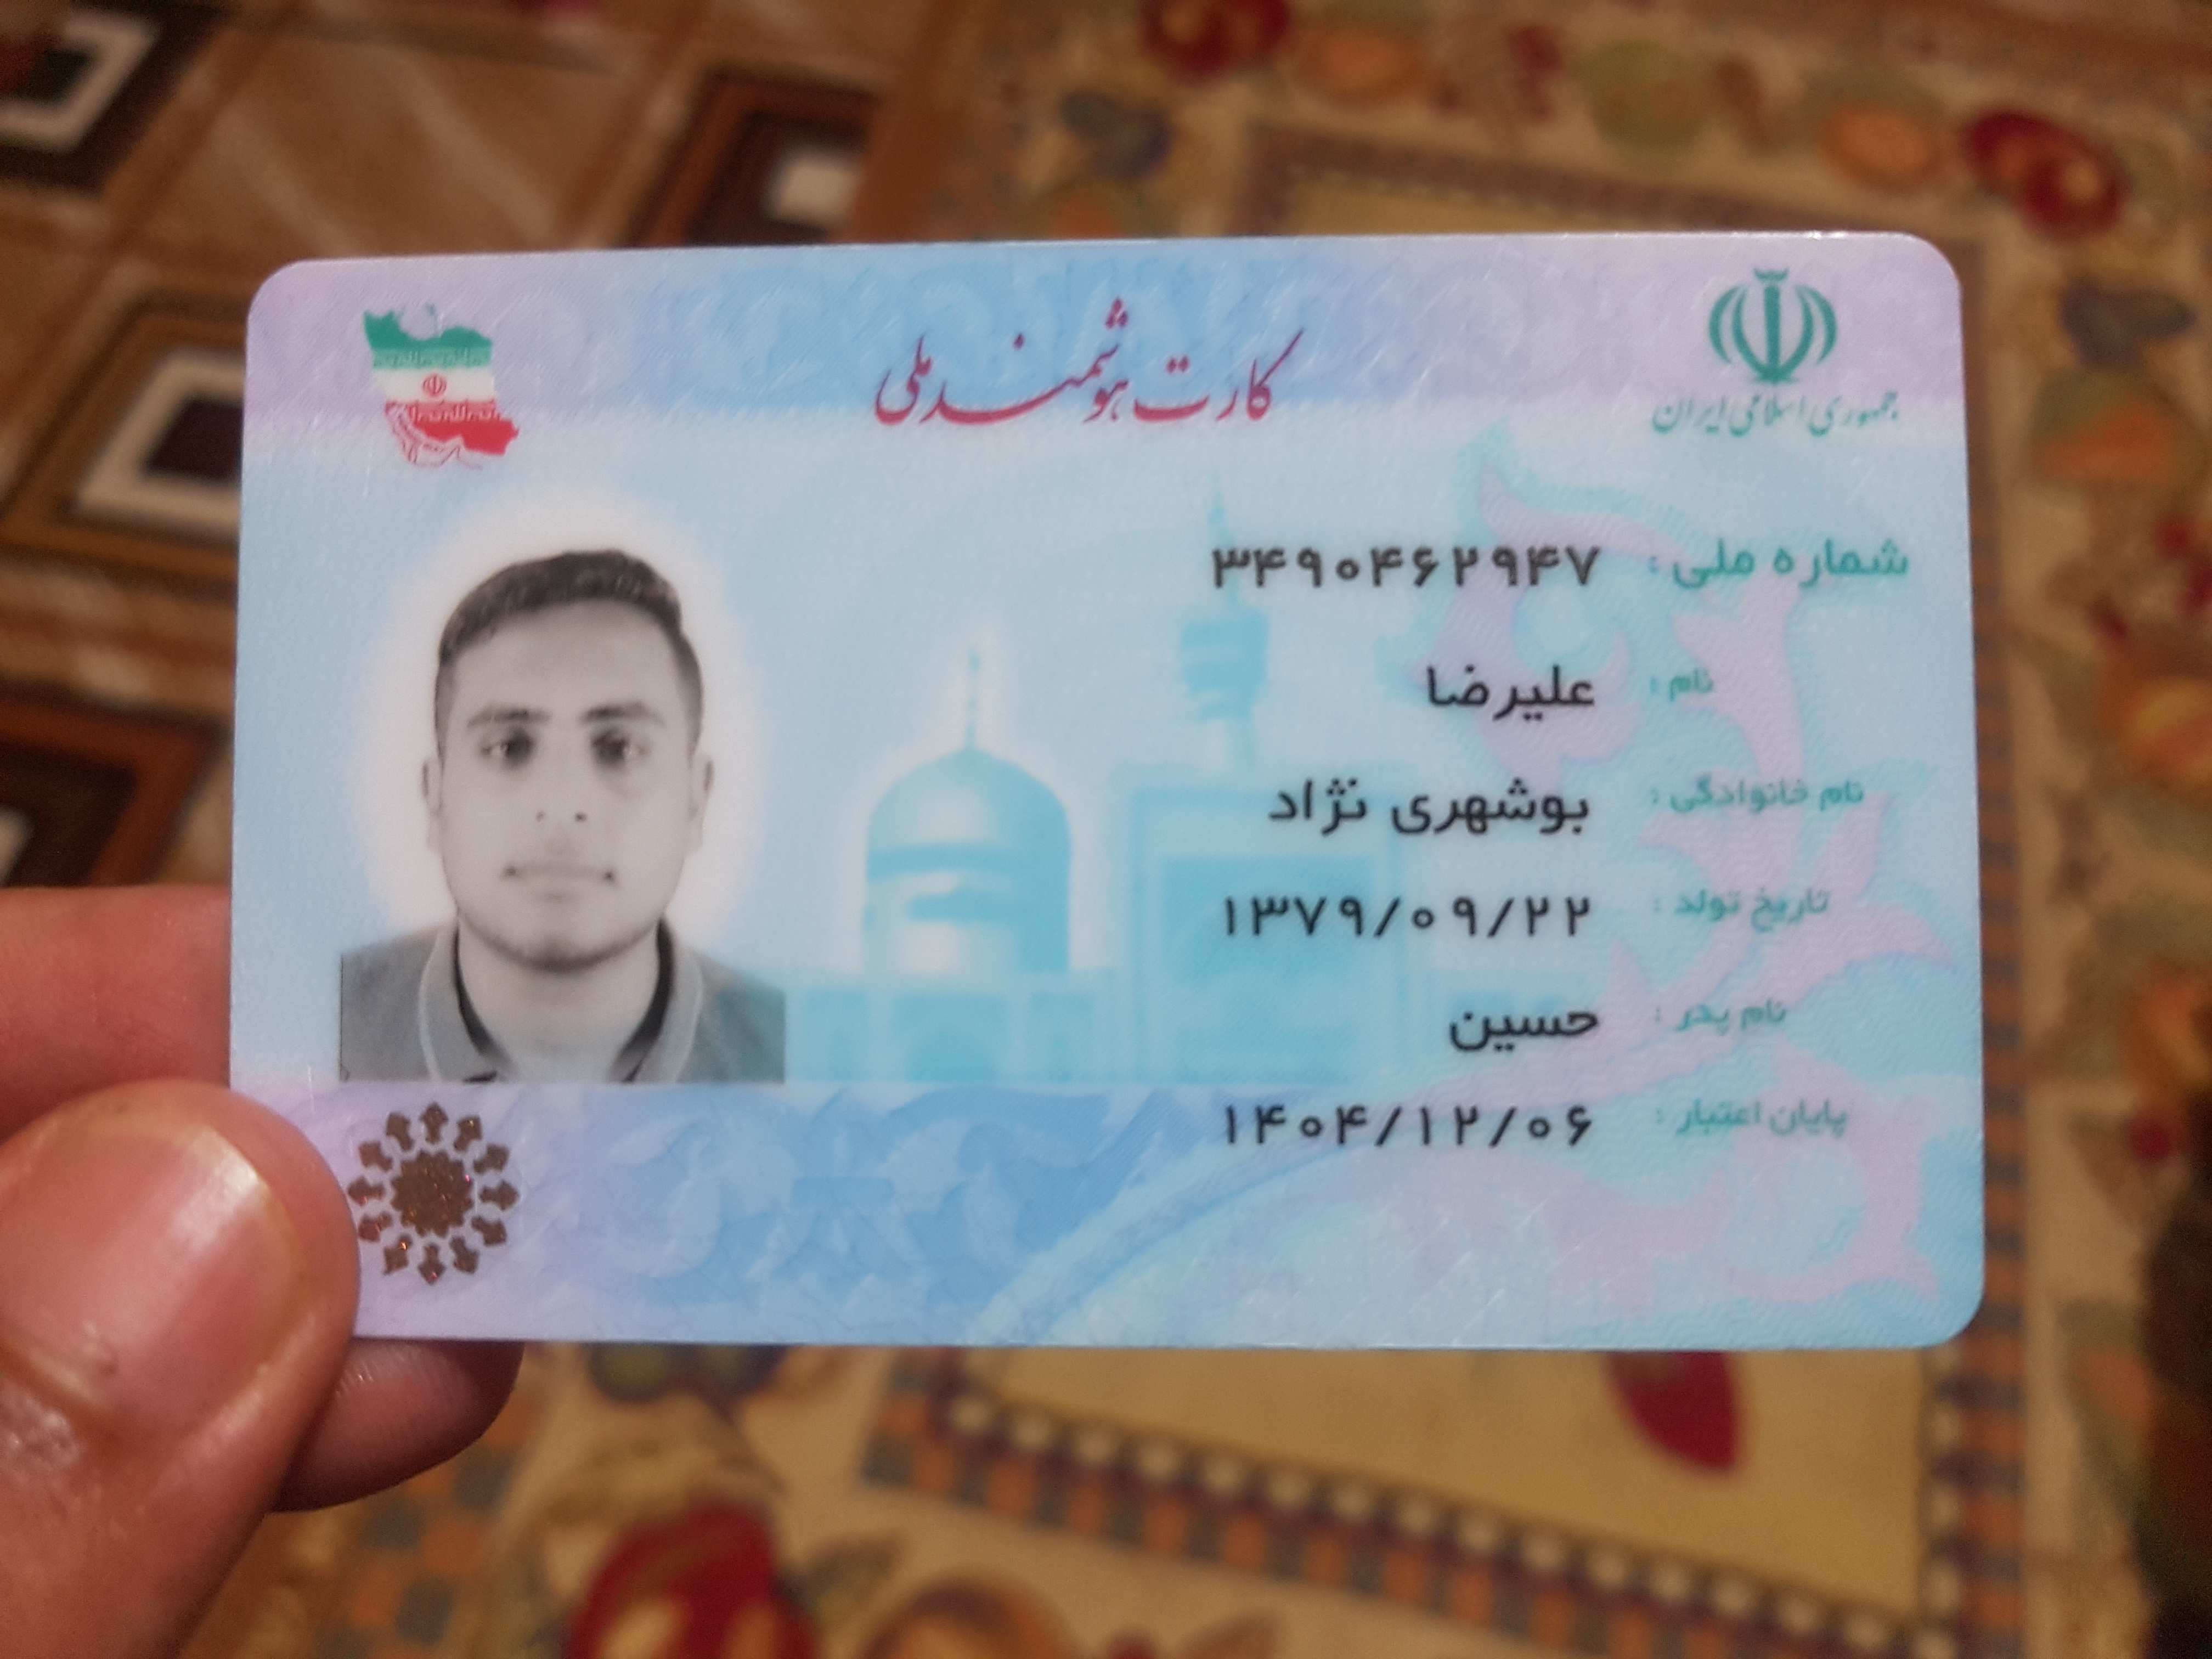 جمهوری اسلامی ایران
کارت هوشمند ملی
شماره ملی : ۳۴۹۰۴۶۲۹۴۷
نام : علیرضا
نام خانوادگی : بوشهری نژاد
تاریخ تولد : ۱۳۷۹/۰۹/۲۲
نام پدر : حسین
پایان اعتبار : ۱۴۰۴/۱۲/۰۶